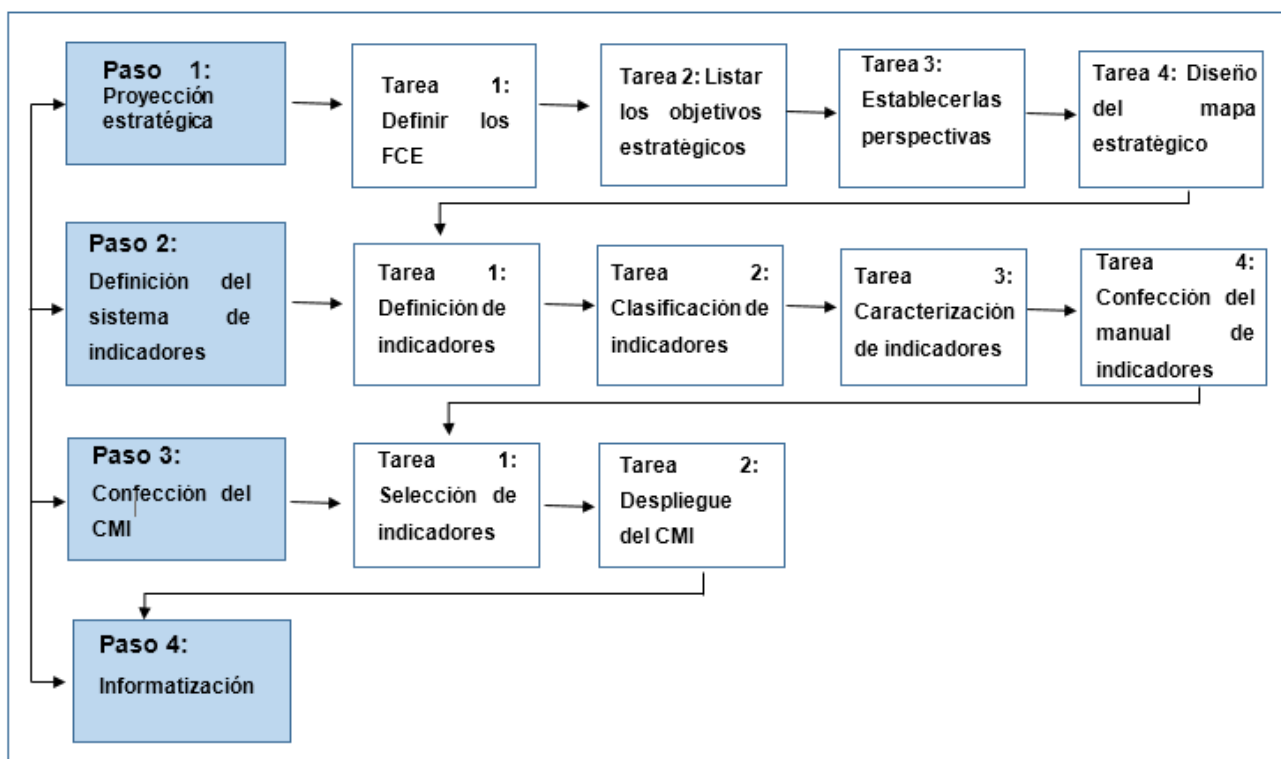 Paso 1:
Proyección
estratégica
Tarea 1:
Definir los
FCE
Tarea 2: Listar
los objetivos
estratégicos
Tarea 3:
Establecer las
perspectivas
Tarea 4: Diseño
del mapa
estratégico
Paso 2:
Definición del
sistema de
indicadores
Tarea 1:
Definición de
indicadores
Tarea 2:
Clasificación de
indicadores
Tarea 3:
Caracterización
de indicadores
Tarea 4:
Confección del
manual de
indicadores
Paso 3:
Confección del
CMI
Tarea 1:
Selección de
indicadores
Tarea 2:
Despliegue
del CMI
Paso 4:
Informatización